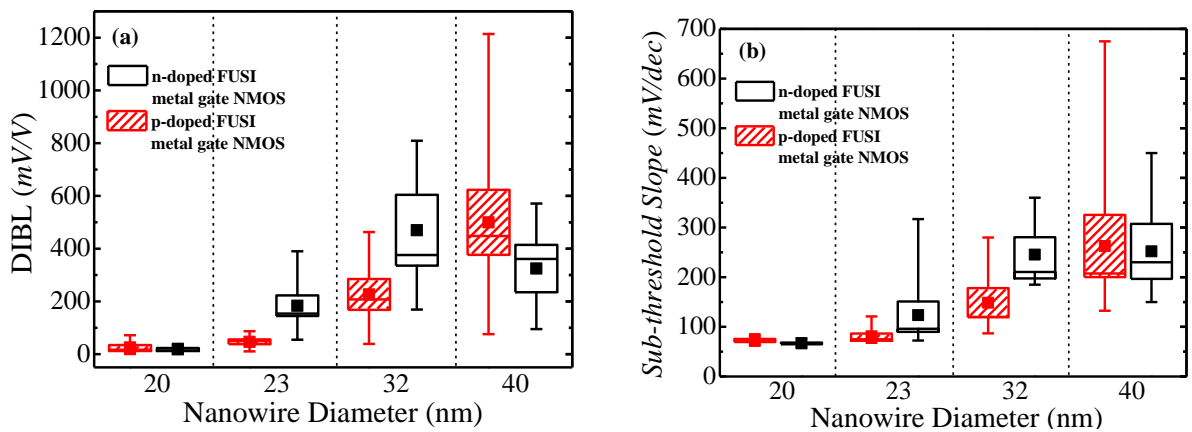 (a)
n-doped FUSI
metal gate NMOS
p-doped FUSI
metal gate NMOS
DIBL (mV/V)
1200
1000
800
600
400
200
0
20 23 32 40
Nanowire Diameter (nm)
(b)
n-doped FUSI
metal gate NMOS
p-doped FUSI
metal gate NMOS
Sub-threshold Slope (mV/dec)
700
600
500
400
300
200
100
0
20 23 32 40
Nanowire Diameter (nm)